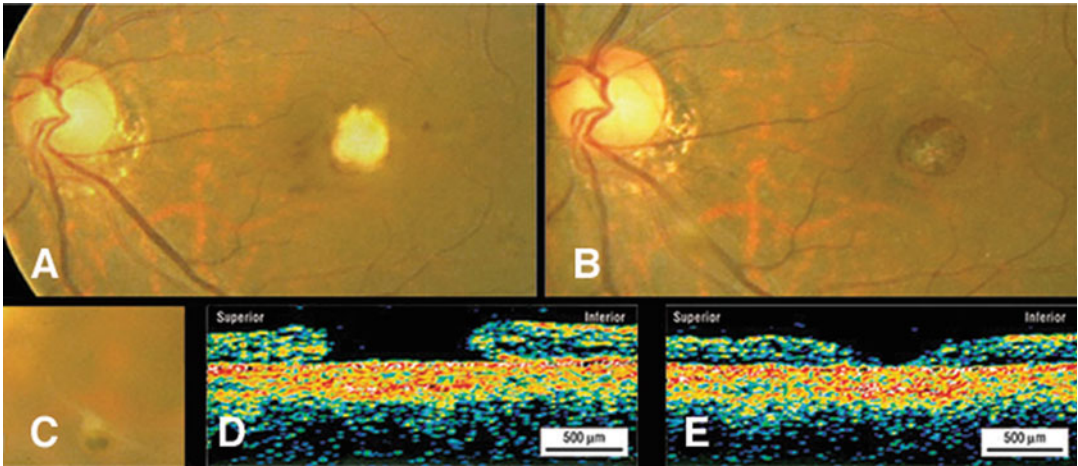 A
B
C
Superior
Inferior
D
500 μm
Superior
Inferior
E
500 μm